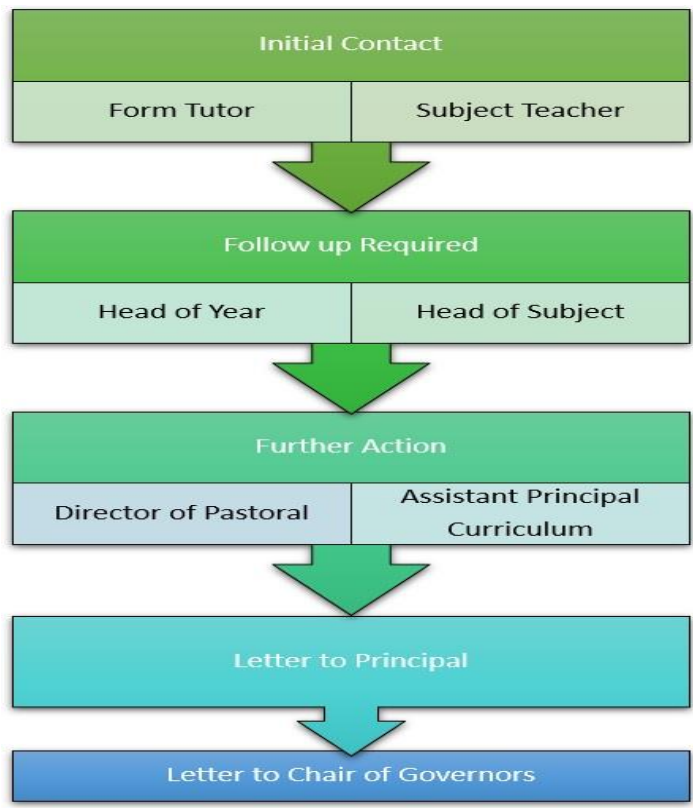 Initial Contact
Form Tutor
Subject Teacher
Follow up Required
Head of Year
Head of Subject
Further Action
Director of Pastoral
Assistant Principal
Curriculum
Letter to Principal
Letter to Chair of Governors